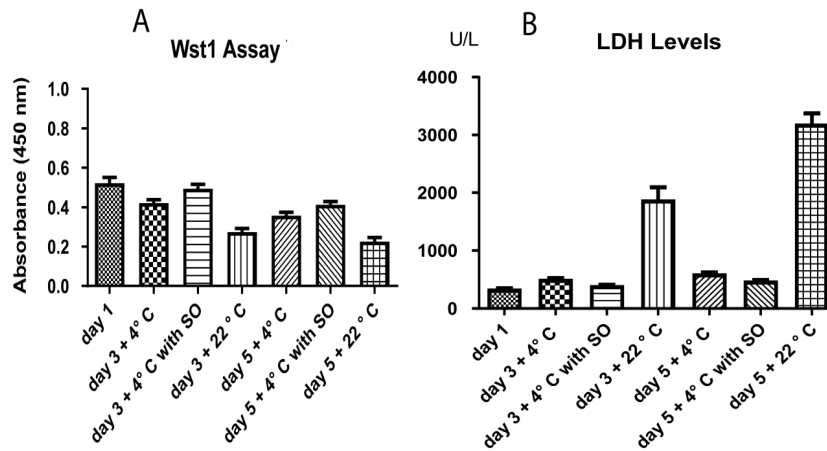 A
Wst1 Assay
Absorbance (450 nm)
1.0
0.8
0.6
0.4
0.2
0.0
day 1
day 3 + 4° C
day 3 + 4° C with SO
day 3 + 22 ° C
day 5 + 4° C
day 5 + 4° C with SO
day 5 + 22 ° C
B
U/L
LDH Levels
4000
3000
2000
1000
0
day 1
day 3 + 4° C
day 3 + 4° C with SO
day 3 + 22 ° C
day 5 + 4° C
day 5 + 4° C with SO
day 5 + 22 ° C